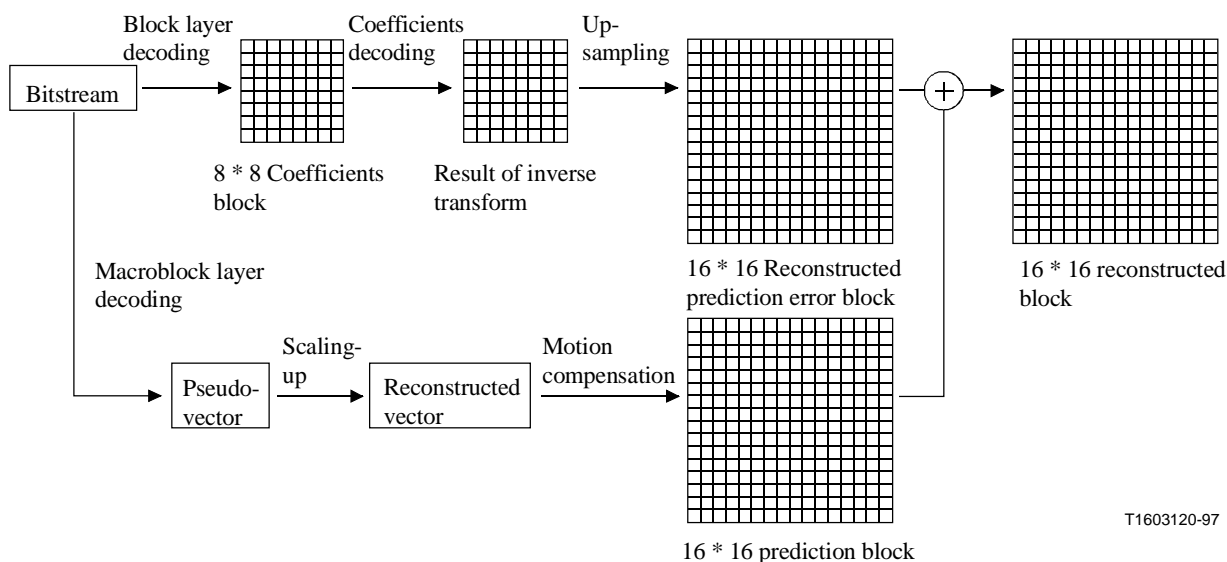 Block layer
decoding
Coefficients
decoding
Up-
sampling
Bitstream
8 * 8 Coefficients
block
Result of inverse
transform
16 * 16 Reconstructed
prediction error block
16 * 16 reconstructed
block
Macroblock layer
decoding
Pseudo-
vector
Scaling-
up
Reconstructed
vector
Motion
compensation
16 * 16 prediction block
T1603120-97